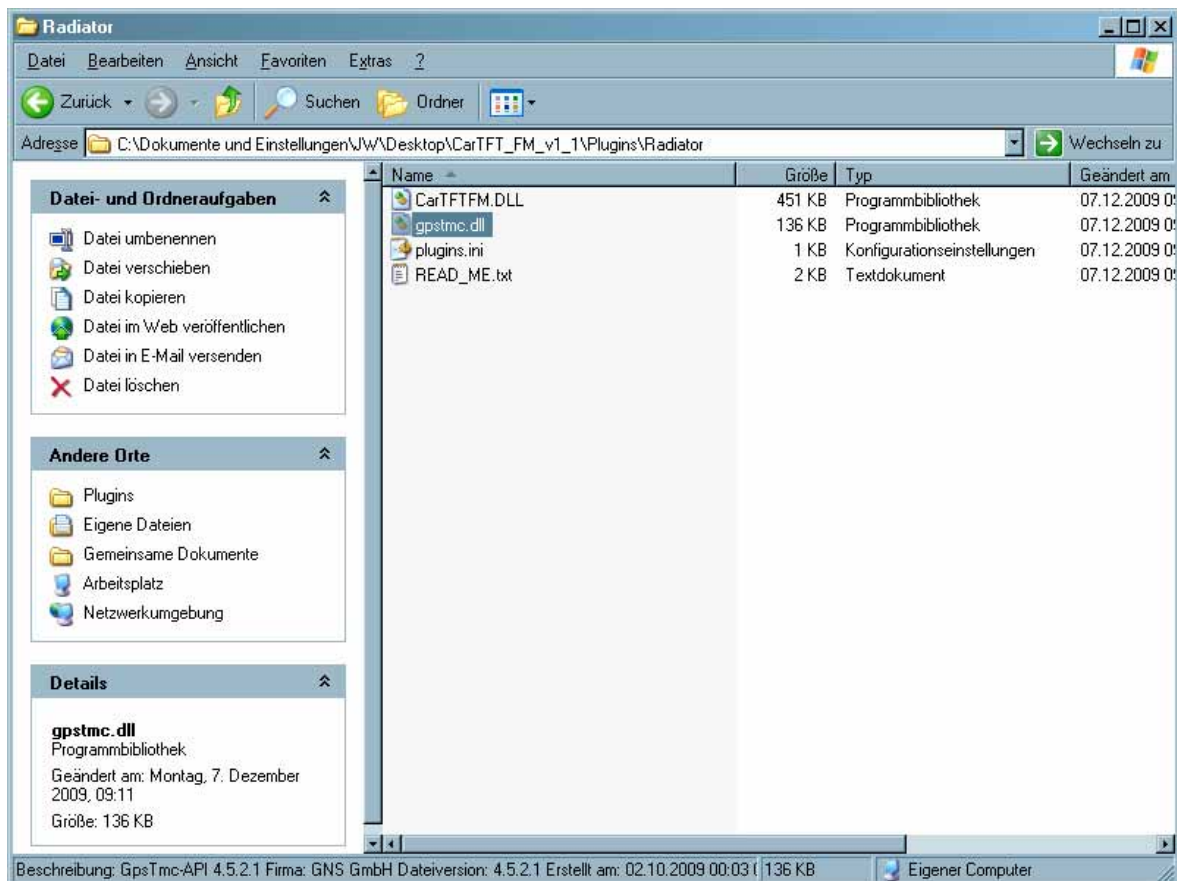 Radiator
Datei Bearbeiten Ansicht Favoriten Extras ?
Zurück Suchen Ordner
Adresse C:\Dokumente und Einstellungen\JW\Desktop\CarTFT_FM_v1_1\Plugins\Radiator Wechseln zu
Datei- und Ordneraufgaben
Datei umbenennen
Datei verschieben
Datei kopieren
Datei im Web veröffentlichen
Datei in E-Mail versenden
Datei löschen
Andere Orte
Plugins
Eigene Dateien
Gemeinsame Dokumente
Arbeitsplatz
Netzwerkumgebung
Details
gpstmc.dll
Programmbibliothek
Geändert am: Montag, 7. Dezember
2009, 09:11
Größe: 136 KB
Name Größe Typ Geändert am
CarTFTFM.DLL 451 KB Programmbibliothek 07.12.2009
gpstmc.dll 136 KB Programmbibliothek 07.12.2009
plugins.ini 1 KB Konfigurationseinstellungen 07.12.2009
READ_ME.txt 2 KB Textdokument 07.12.2009
Beschreibung: GpsTmc-API 4.5.2.1 Firma: GNS GmbH Dateiversion: 4.5.2.1 Erstellt am: 02.10.2009 00:03 ( 136 KB Eigener Computer